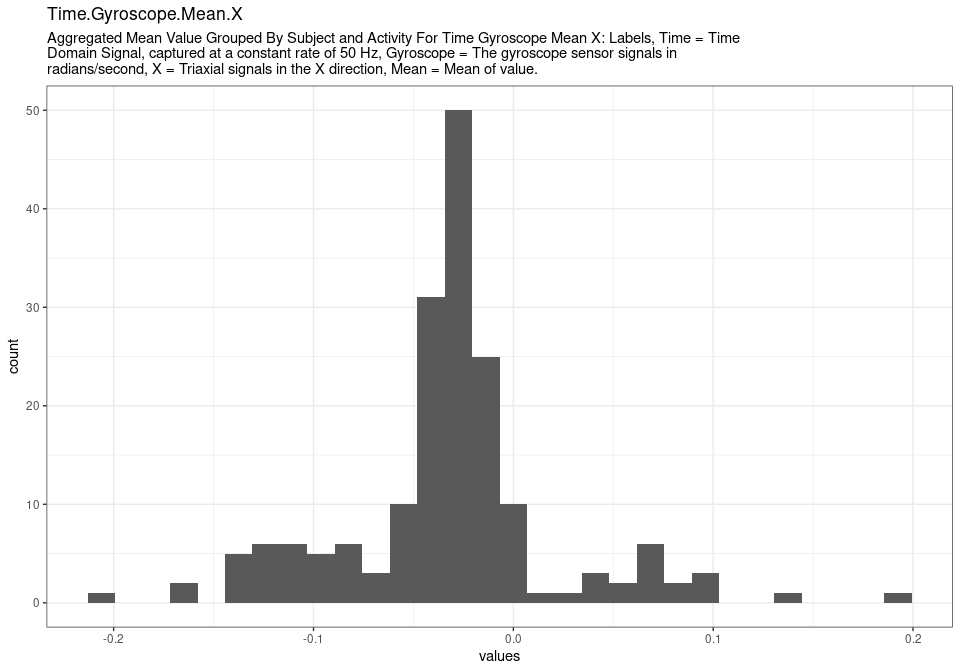 Time.Gyroscope.Mean.X
Aggregated Mean Value Grouped By Subject and Activity For Time Gyroscope Mean X: Labels, Time = Time
Domain Signal, captured at a constant rate of 50 Hz, Gyroscope = The gyroscope sensor signals in
radians/second, X = Triaxial signals in the X direction, Mean = Mean of value.
50
40
30
20
10
0
count
-0.2
-0.1
0.0
0.1
0.2
values